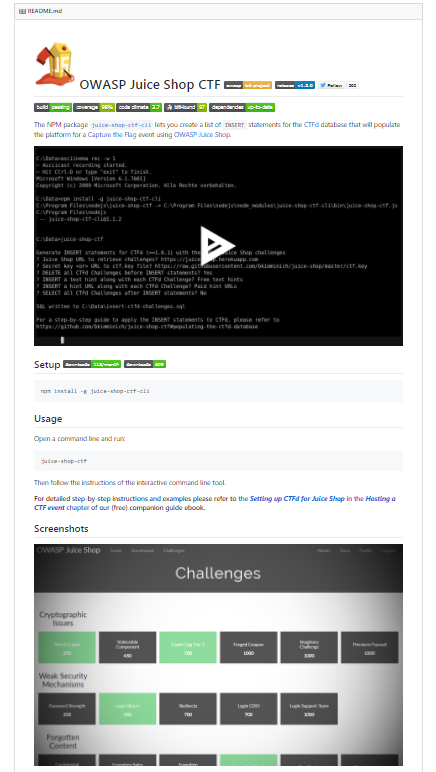 README.md
OWASP Juice Shop CTF
owasp lab project release v1.2.0 Follow
build passing coverage code climate 3.7 bitHound 97 dependencies up-to-date
The NPM package juice-shop-ctf-cli lets you create a list of INSERT statements for the CTFd database that will populate
the platform for a Capture the Flag event using OWASP Juice Shop.
C:\Data>asciinema rec -w 1
~ Asciicast recording started.
~ Hit Ctrl-D or type "exit" to finish.
Microsoft Windows [Version 6.1.7601]
Copyright (c) 2009 Microsoft Corporation. Alle Rechte vorbehalten.
C:\Data>npm install -g juice-shop-ctf-cli
C:\Program Files\nodejs\juice-shop-ctf -> C:\Program Files\nodejs\node_modules\juice-shop-ctf-cli\bin\juice-shop-ctf.js
C:\Program Files\nodejs
`-- juice-shop-ctf-cli@1.1.2
C:\Data>juice-shop-ctf
Generate INSERT statements for CTFd (>=1.0.1) with the Juice Shop challenges
? Juice Shop URL to retrieve challenges? https://juice herokuapp.com
? Secret key <or> URL to ctf.key file? https://raw.githubusercontent.com/bkimminich/juice-shop/master/ctf.key
? DELETE all CTFd Challenges before INSERT statements? Yes
? INSERT a text hint along with each CTFd Challenge? Free text hints
? INSERT a hint URL along with each CTFd Challenge? Paid hint URLs
? SELECT all CTFd Challenges after INSERT statements? No
SQL written to C:\Data\insert-ctfd-challenges.sql
For a step-by-step guide to apply the INSERT statements to CTFd, please refer to
https://github.com/bkimminich/juice-shop-ctf#populating-the-ctfd-database
Setup downloads 118/month downloads
npm install -g juice-shop-ctf-cli
Usage
Open a command line and run:
juice-shop-ctf
Then follow the instructions of the interactive command line tool.
For detailed step-by-step instructions and examples please refer to the Setting up CTFd for Juice Shop in the Hosting a
CTF event chapter of our (free) companion guide ebook.
Screenshots
OWASP Juice Shop Teams Scoreboard Challenges Admin Team Profile Logout
Challenges
Cryptographic
Issues
Vulnerable Component 450
Easter Egg Tier 2 700
Forged Coupon 1000
Imaginary Challenge 1000
Premium Paywall 1000
Weak Security
Mechanisms
Password Strength 250
450
Redirects 700
Login CISO 700
Login Support Team 1000
Forgotten
Content
Confidential
Forgotten Sales
Forgotten